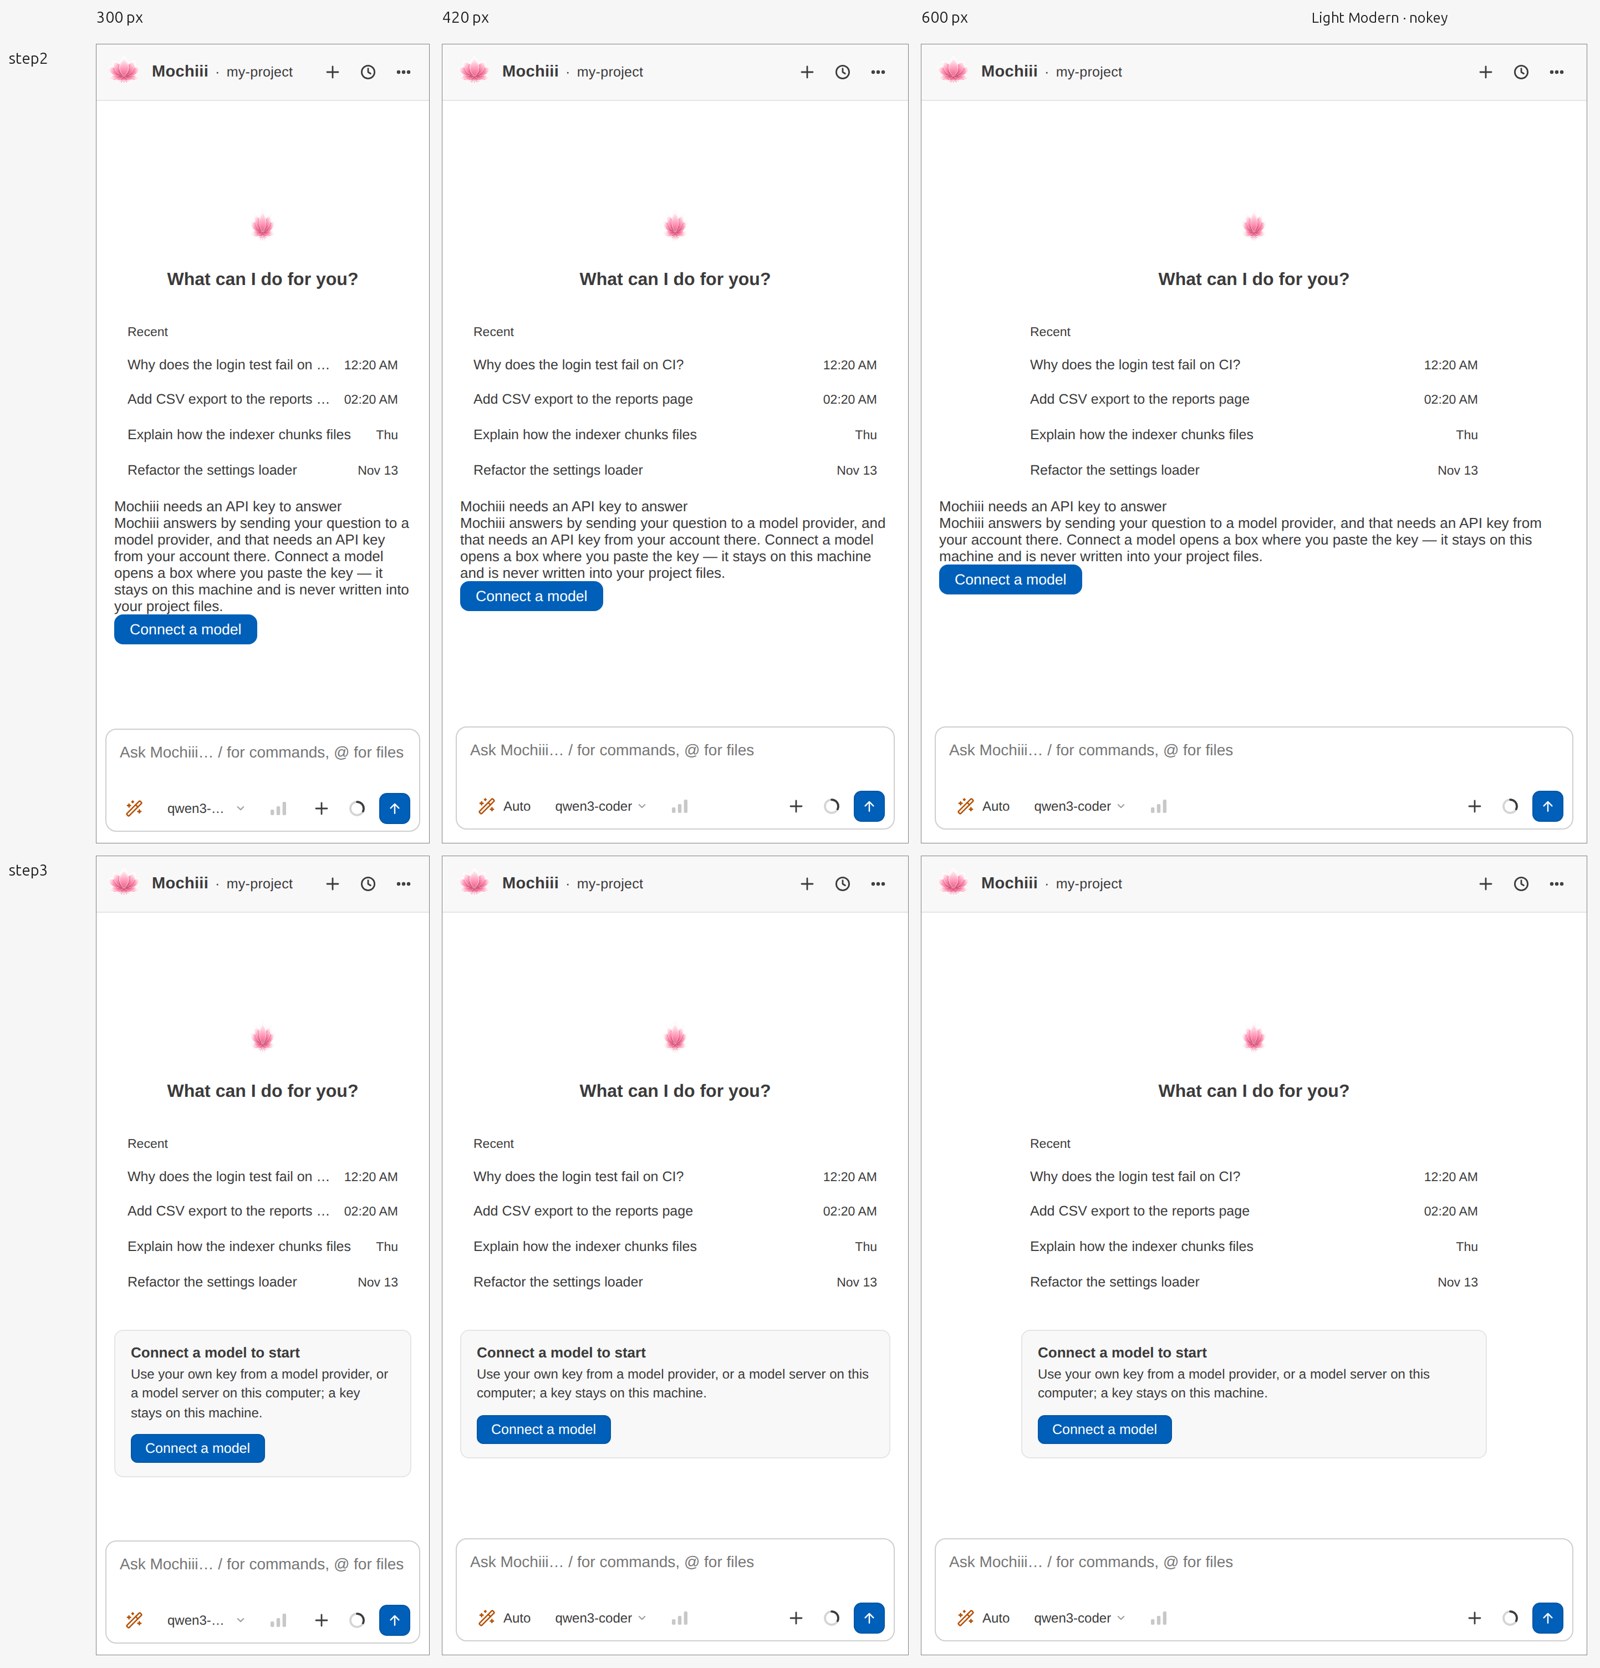 300 px
420 px
600 px
Light Modern · nokey
step2
Mochiii · my-project
What can I do for you?
Recent
Why does the login test fail on ... 12:20 AM
Add CSV export to the reports ... 02:20 AM
Explain how the indexer chunks files Thu
Refactor the settings loader Nov 13
Mochiii needs an API key to answer
Mochiii answers by sending your question to a
model provider, and that needs an API key
from your account there. Connect a model
opens a box where you paste the key — it
stays on this machine and is never written into
your project files.
Connect a model
Ask Mochiii... / for commands, @ for files
qwen3-...
Mochiii · my-project
What can I do for you?
Recent
Why does the login test fail on CI? 12:20 AM
Add CSV export to the reports page 02:20 AM
Explain how the indexer chunks files Thu
Refactor the settings loader Nov 13
Mochiii needs an API key to answer
Mochiii answers by sending your question to a model provider, and
that needs an API key from your account there. Connect a model
opens a box where you paste the key — it stays on this machine
and is never written into your project files.
Connect a model
Ask Mochiii... / for commands, @ for files
Auto qwen3-coder
Mochiii · my-project
What can I do for you?
Recent
Why does the login test fail on CI? 12:20 AM
Add CSV export to the reports page 02:20 AM
Explain how the indexer chunks files Thu
Refactor the settings loader Nov 13
Mochiii needs an API key to answer
Mochiii answers by sending your question to a model provider, and that needs an API key from
your account there. Connect a model opens a box where you paste the key — it stays on this
machine and is never written into your project files.
Connect a model
Ask Mochiii... / for commands, @ for files
Auto qwen3-coder
step3
Mochiii · my-project
What can I do for you?
Recent
Why does the login test fail on ... 12:20 AM
Add CSV export to the reports ... 02:20 AM
Explain how the indexer chunks files Thu
Refactor the settings loader Nov 13
Connect a model to start
Use your own key from a model provider, or
a model server on this computer; a key
stays on this machine.
Connect a model
Ask Mochiii... / for commands, @ for files
qwen3-...
Mochiii · my-project
What can I do for you?
Recent
Why does the login test fail on CI? 12:20 AM
Add CSV export to the reports page 02:20 AM
Explain how the indexer chunks files Thu
Refactor the settings loader Nov 13
Connect a model to start
Use your own key from a model provider, or a model server on this
computer; a key stays on this machine.
Connect a model
Ask Mochiii... / for commands, @ for files
Auto qwen3-coder
Mochiii · my-project
What can I do for you?
Recent
Why does the login test fail on CI? 12:20 AM
Add CSV export to the reports page 02:20 AM
Explain how the indexer chunks files Thu
Refactor the settings loader Nov 13
Connect a model to start
Use your own key from a model provider, or a model server on this
computer; a key stays on this machine.
Connect a model
Ask Mochiii... / for commands, @ for files
Auto qwen3-coder